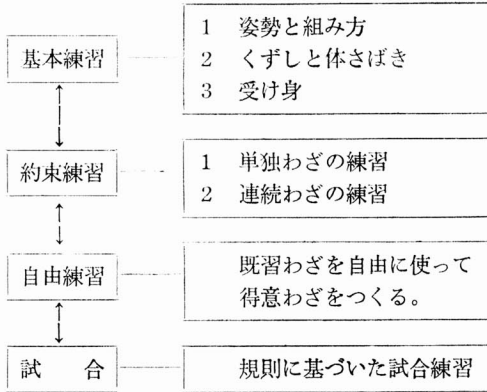 基本練習
1 姿勢と組み方
2 くずしと体さばき
3 受け身
約束練習
1 単独わざの練習
2 連続わざの練習
自由練習
既習わざを自由に使って
得意わざをつくる。
試 合
規則に基づいた試合練習